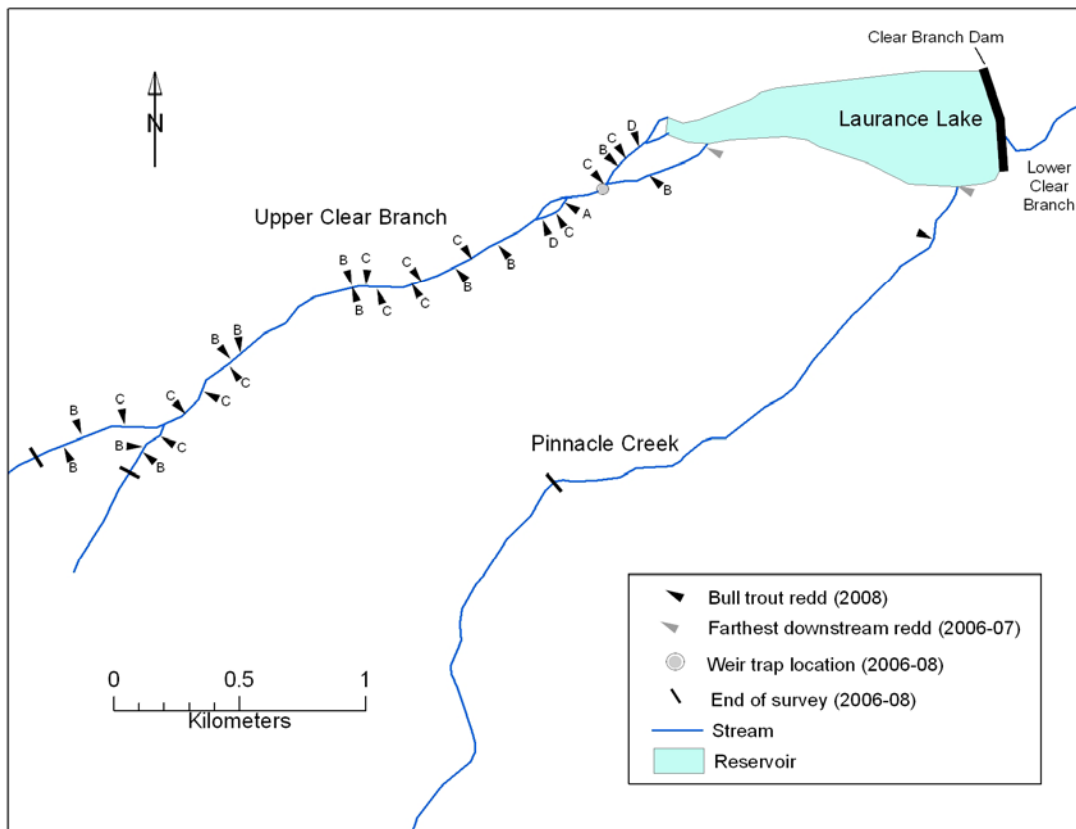 Clear Branch Dam
N
Laurance Lake
Lower
Clear
Branch
D
C
B
C
B
A
C
D
Upper Clear Branch
C
B
B
C
B
C
C
B
C
B
B
C
C
C
B
C
B
B
C
B
Pinnacle Creek
0 0.5 1
Kilometers
Bull trout redd (2008)
Farthest downstream redd (2006-07)
Weir trap location (2006-08)
End of survey (2006-08)
Stream
Reservoir